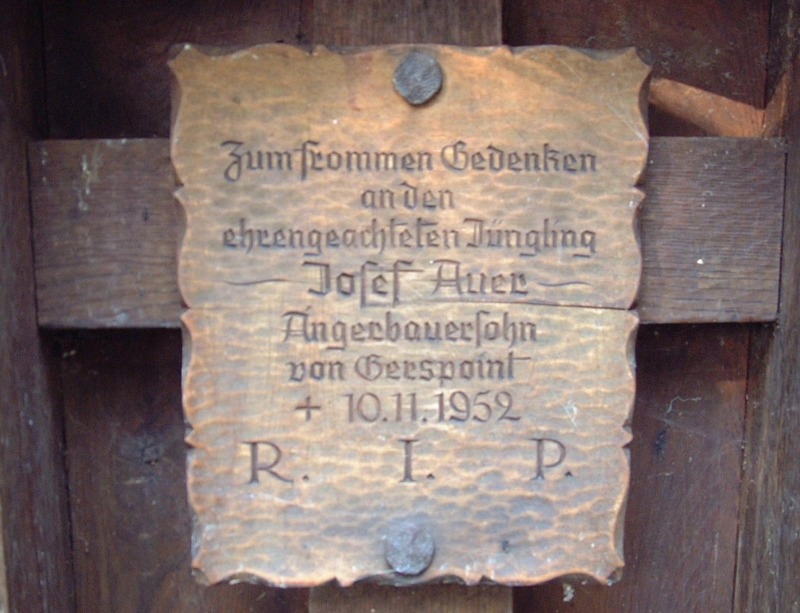 Zum frommen Gedenken
an den
ehrengeachteten Jüngling
Josef Auer
Angerbauersohn
von Gerspoint
+ 10.11.1952
R. I. P.